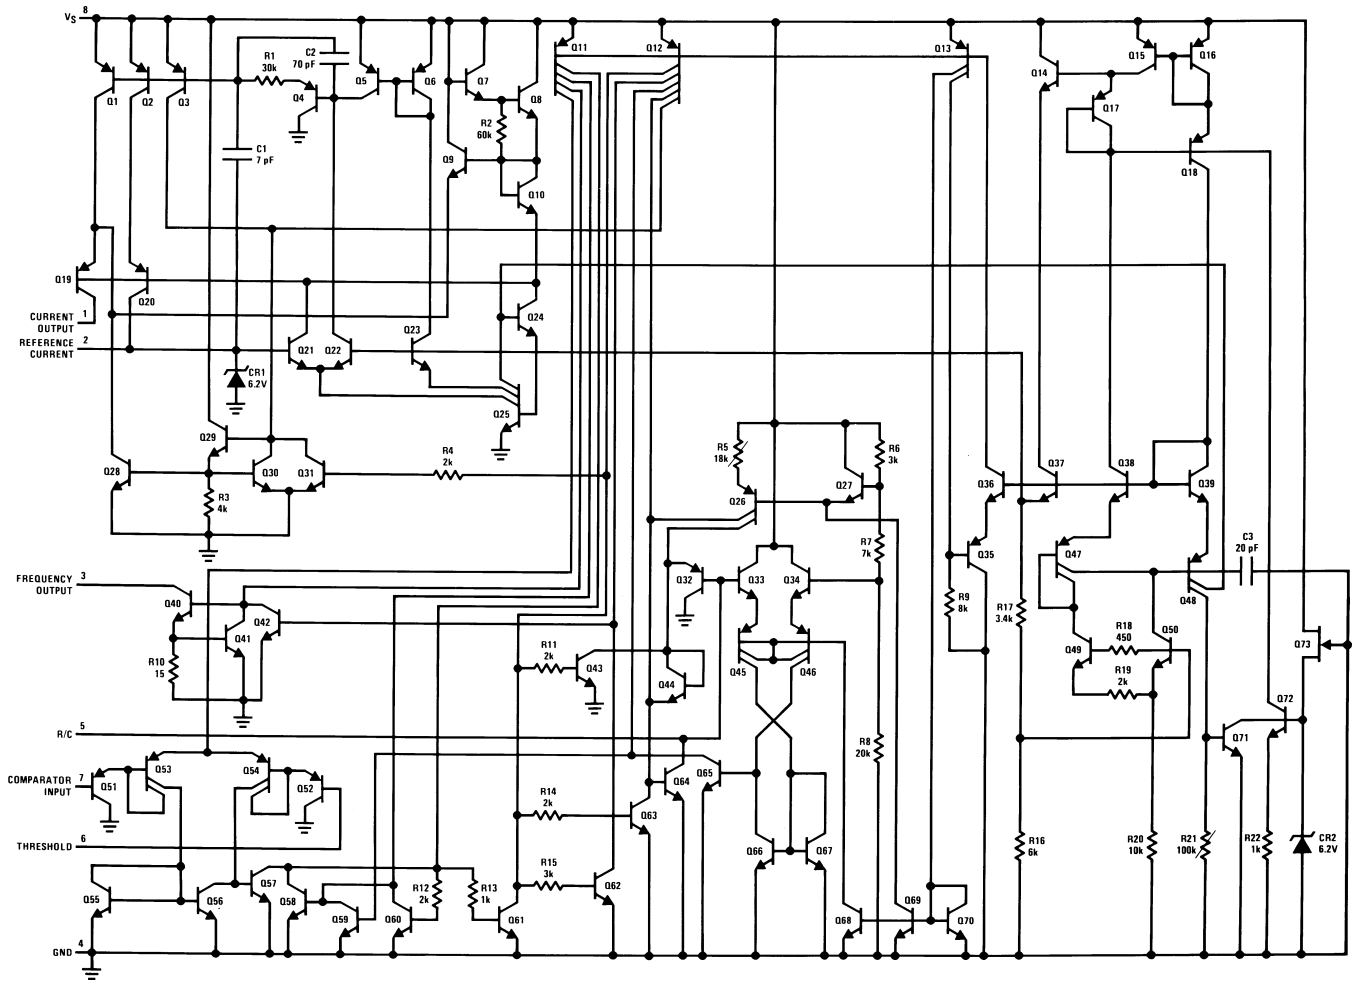 VS 8
Q1
Q2
Q3
R1
30k
C2
70 pF
Q4
Q5
Q6
Q7
Q8
R2
60k
Q9
Q10
Q11
Q12
Q13
Q14
Q15
Q16
Q17
Q18
C1
7 pF
Q19
Q20
CURRENT
OUTPUT
1
REFERENCE
CURRENT
2
Q21
Q22
Q23
Q24
CR1
6.2V
Q25
Q28
Q29
Q30
Q31
R3
4k
R4
2k
R5
18k
Q26
Q27
R6
3k
R7
7k
Q36
Q37
Q38
Q39
Q35
R9
8k
R17
3.4k
Q47
C3
20 pF
Q48
FREQUENCY
OUTPUT
3
Q40
Q41
Q42
R10
15
Q32
Q33
Q34
R11
2k
Q43
Q44
Q45
Q46
Q49
R18
450
R19
2k
Q50
Q73
Q72
Q71
R/C 5
COMPARATOR
INPUT
7
Q51
Q53
Q54
Q52
THRESHOLD 6
R8
20k
Q64
Q65
R14
2k
Q63
Q66
Q67
R15
3k
Q62
R16
6k
R20
10k
R21
100k
R22
1k
CR2
6.2V
Q55
Q56
Q57
Q58
Q59
Q60
R12
2k
R13
1k
Q61
Q68
Q69
Q70
GND 4